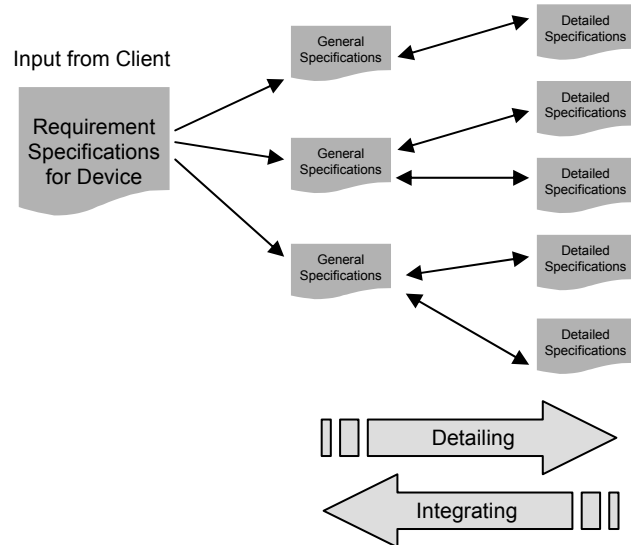 Input from Client
Requirement
Specifications
for Device
General
Specifications
General
Specifications
General
Specifications
Detailed
Specifications
Detailed
Specifications
Detailed
Specifications
Detailed
Specifications
Detailed
Specifications
Detailing
Integrating